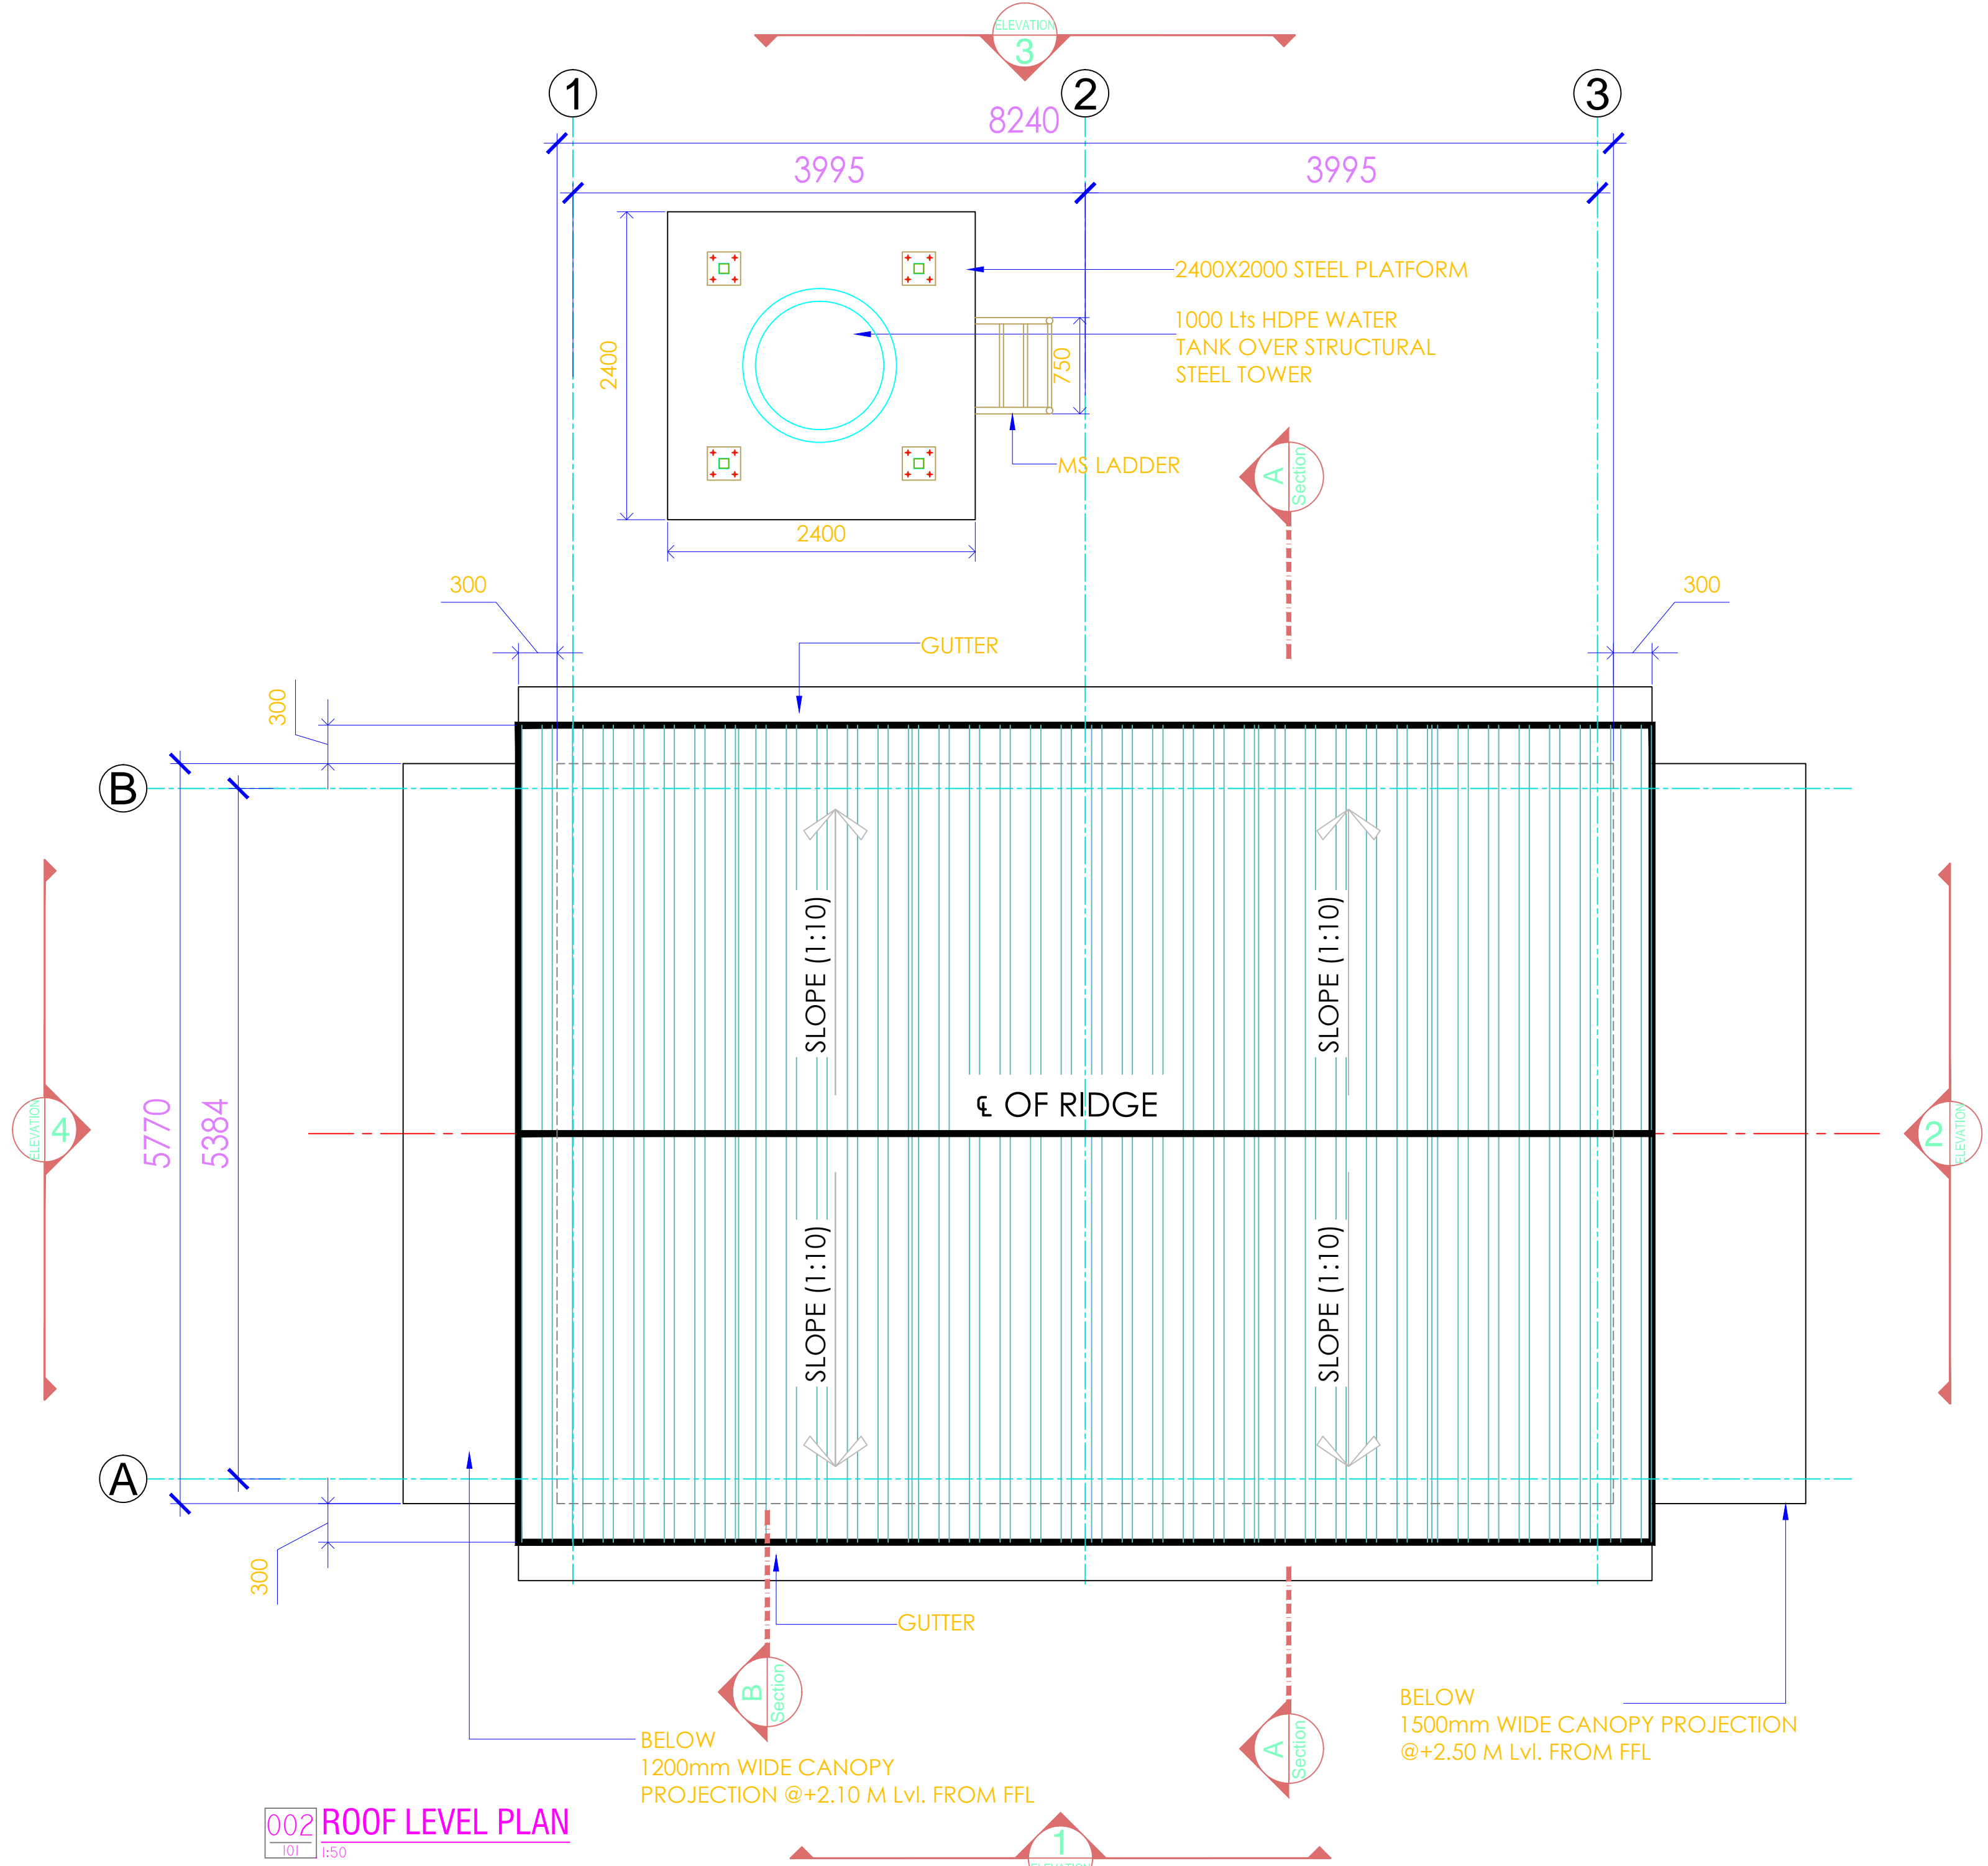 ELEVATION
3
1
2
3
8240
3995
3995
2400X2000 STEEL PLATFORM
1000 Lts HDPE WATER
TANK OVER STRUCTURAL
STEEL TOWER
2400
750
MS LADDER
A
Section
2400
300
300
GUTTER
300
B
SLOPE (1:10)
SLOPE (1:10)
℄ OF RIDGE
ELEVATION
4
5770
5384
2
ELEVATION
SLOPE (1:10)
SLOPE (1:10)
A
300
GUTTER
B
Section
A
Section
BELOW
1500mm WIDE CANOPY PROJECTION
@+2.50 M Lvl. FROM FFL
BELOW
1200mm WIDE CANOPY
PROJECTION @+2.10 M Lvl. FROM FFL
002
101
ROOF LEVEL PLAN
1:50
1
ELEVATION